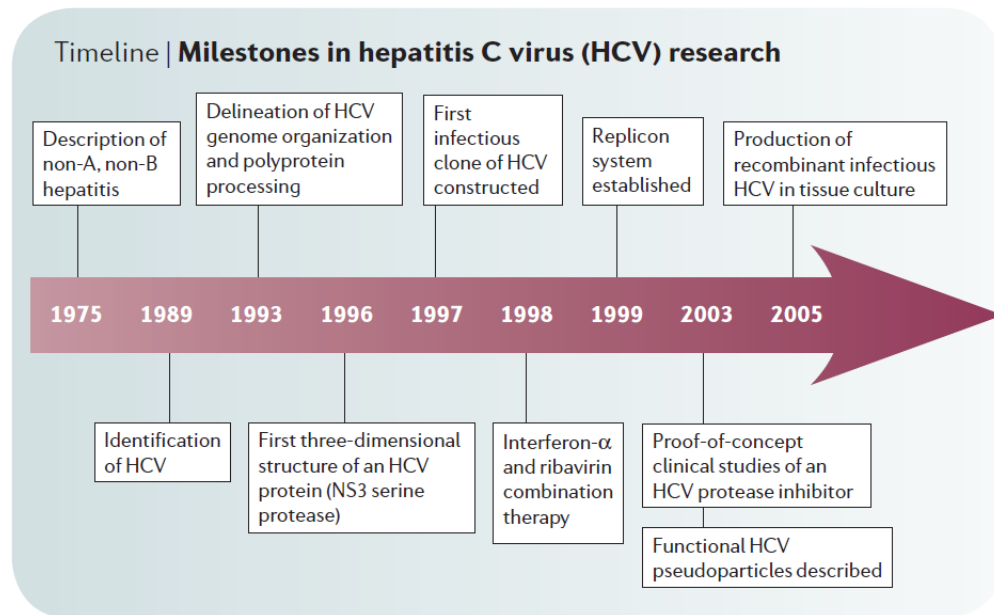 Timeline | Milestones in hepatitis C virus (HCV) research
Description of
non-A, non-B
hepatitis
Delineation of HCV
genome organization
and polyprotein
processing
First
infectious
clone of HCV
constructed
Replicon
system
established
Production of
recombinant infectious
HCV in tissue culture
1975 1989 1993 1996 1997 1998 1999 2003 2005
Identification
of HCV
First three-dimensional
structure of an HCV
protein (NS3 serine
protease)
Interferon-α
and ribavirin
combination
therapy
Proof-of-concept
clinical studies of an
HCV protease inhibitor
Functional HCV
pseudoparticles described